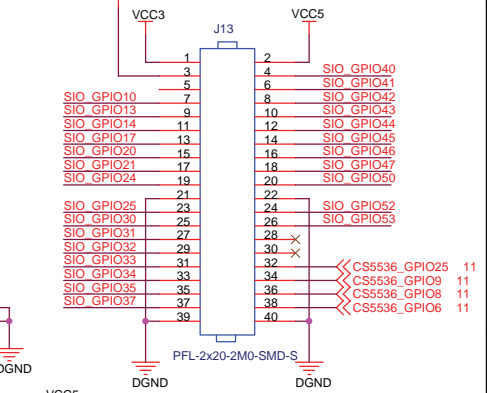 VCC3 VCC5
J13
1 2
3 4 SIO_GPIO40
5 6 SIO_GPIO41
SIO_GPIO10 7 8 SIO_GPIO42
SIO_GPIO13 9 10 SIO_GPIO43
SIO_GPIO14 11 12 SIO_GPIO44
SIO_GPIO17 13 14 SIO_GPIO45
SIO_GPIO20 15 16 SIO_GPIO46
SIO_GPIO21 17 18 SIO_GPIO47
SIO_GPIO24 19 20 SIO_GPIO50
21 22
SIO_GPIO25 23 24 SIO_GPIO52
SIO_GPIO30 25 26 SIO_GPIO53
SIO_GPIO31 27 28
SIO_GPIO32 29 30
SIO_GPIO33 31 32 CS5536_GPIO25 11
SIO_GPIO34 33 34 CS5536_GPIO9 11
SIO_GPIO35 35 36 CS5536_GPIO8 11
SIO_GPIO37 37 38 CS5536_GPIO6 11
39 40
PFL-2x20-2M0-SMD-S
DGND
DGND DGND
VCC5